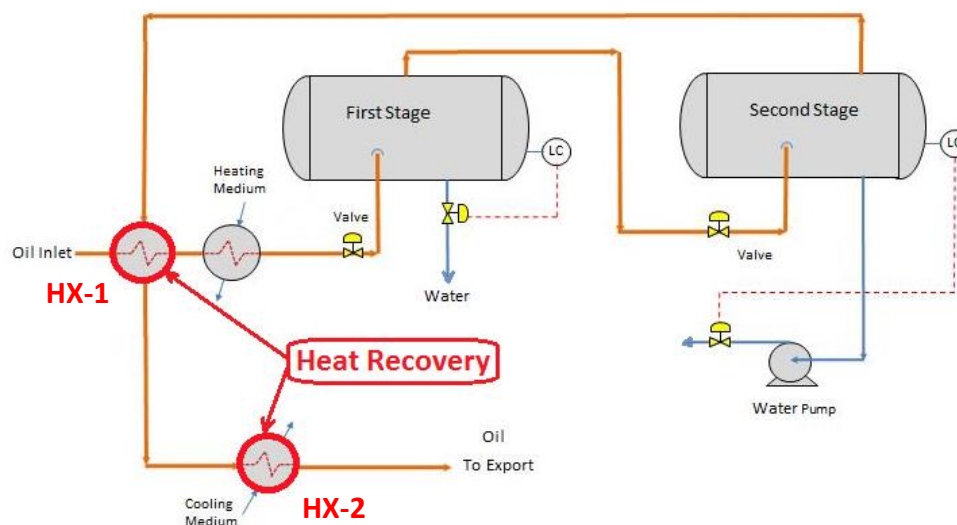 First Stage
Second Stage
LC
LC
Heating
Medium
Valve
Oil Inlet
HX-1
Water
Valve
Heat Recovery
Water Pump
Oil
To Export
Cooling
Medium
HX-2